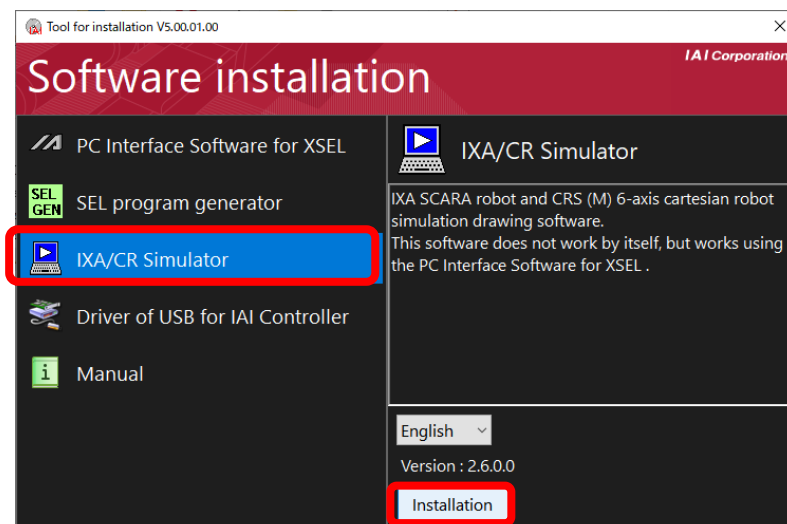 Tool for installation V5.00.01.00
IAI Corporation
Software installation
PC Interface Software for XSEL
SEL
GEN
SEL program generator
IXA/CR Simulator
Driver of USB for IAI Controller
i
Manual
IXA/CR Simulator
IXA SCARA robot and CRS (M) 6-axis cartesian robot
simulation drawing software.
This software does not work by itself, but works using
the PC Interface Software for XSEL .
English
Version : 2.6.0.0
Installation